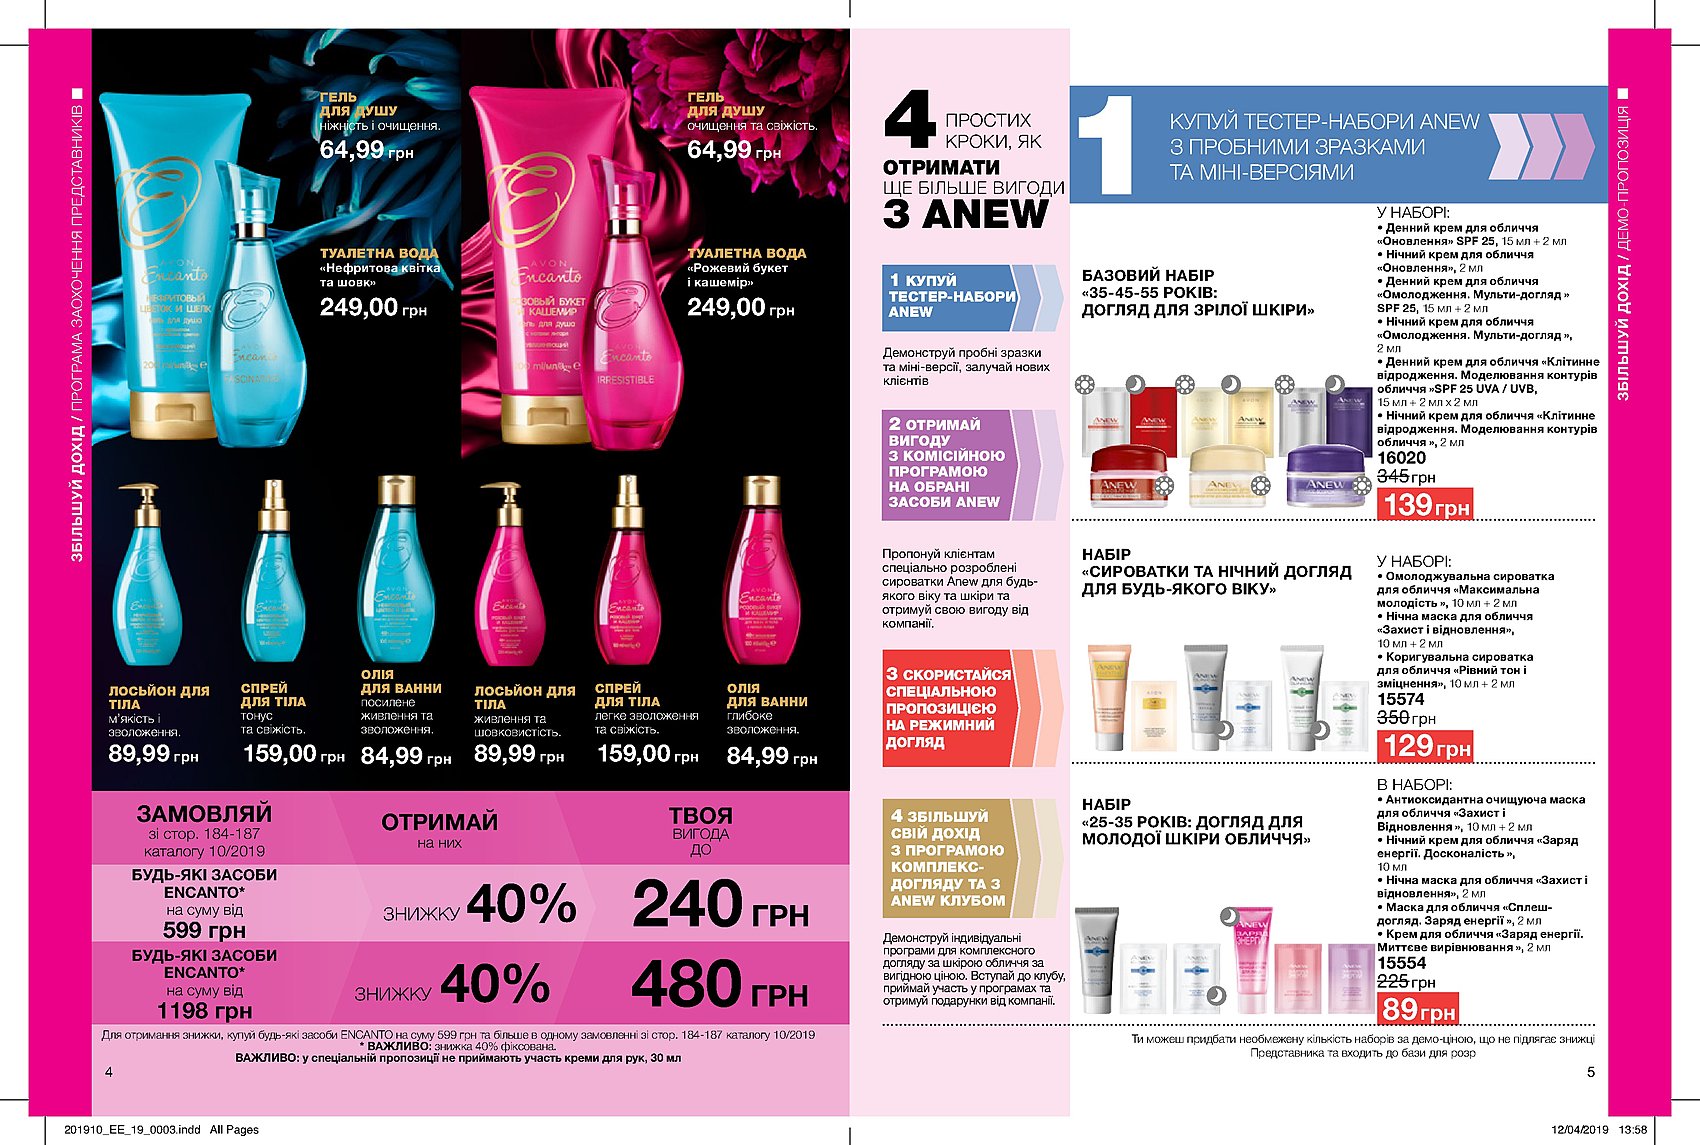 ЗБІЛЬШУЙ ДОХІД / ПРОГРАМА ЗАОХОЧЕННЯ ПРЕДСТАВНИКІВ
ГЕЛЬ
ДЛЯ ДУШУ
ніжність і очищення.
64,99 грн
ТУАЛЕТНА ВОДА
«Нефритова квітка
та шовк»
249,00 грн
AVON
Encanto
НЕФРИТОВЫЙ
ЦВЕТОК И ШЕЛК
AVON
Encanto
FASCINATING
ГЕЛЬ
ДЛЯ ДУШУ
очищення та свіжість.
64,99 грн
ТУАЛЕТНА ВОДА
«Рожевий букет
і кашемір»
249,00 грн
AVON
Encanto
РОЗОВЫЙ БУКЕТ
И КАШЕМИР
AVON
Encanto
IRRESISTIBLE
ЛОСЬЙОН ДЛЯ
ТІЛА
м’якість і
зволоження.
89,99 грн
СПРЕЙ
ДЛЯ ТІЛА
тонус
та свіжість.
159,00 грн
ОЛІЯ
ДЛЯ ВАННИ
посилене
живлення та
зволоження.
84,99 грн
ЛОСЬЙОН ДЛЯ
ТІЛА
живлення та
шовковистість.
89,99 грн
СПРЕЙ
ДЛЯ ТІЛА
легке зволоження
та свіжість.
159,00 грн
ОЛІЯ
ДЛЯ ВАННИ
глибоке
зволоження.
84,99 грн
ЗАМОВЛЯЙ
зі стор. 184-187
каталогу 10/2019
ОТРИМАЙ
на них
ТВОЯ
ВИГОДА
ДО
БУДЬ-ЯКІ ЗАСОБИ
ENCANTO*
на суму від
599 грн
ЗНИЖКУ 40%
240 ГРН
БУДЬ-ЯКІ ЗАСОБИ
ENCANTO*
на суму від
1198 грн
ЗНИЖКУ 40%
480 ГРН
Для отримання знижки, купуй будь-які засоби ENCANTO на суму 599 грн та більше в одному замовленні зі стор. 184-187 каталогу 10/2019
* ВАЖЛИВО: знижка 40% фіксована.
ВАЖЛИВО: у спеціальній пропозиції не приймають участь креми для рук, 30 мл
4
4 ПРОСТИХ
КРОКИ, ЯК
ОТРИМАТИ
ЩЕ БІЛЬШЕ ВИГОДИ
З ANEW
1 КУПУЙ
ТЕСТЕР-НАБОРИ
ANEW
Демонструй пробні зразки
та міні-версії, залучай нових
клієнтів
2 ОТРИМАЙ
ВИГОДУ
З КОМІСІЙНОЮ
ПРОГРАМОЮ
НА ОБРАНІ
ЗАСОБИ ANEW
Пропонуй клієнтам
спеціально розроблені
сироватки Anew для будь-
якого віку та шкіри та
отримуй свою вигоду від
компанії.
3 СКОРИСТАЙСЯ
СПЕЦІАЛЬНОЮ
ПРОПОЗИЦІЄЮ
НА РЕЖИМНИЙ
ДОГЛЯД
4 ЗБІЛЬШУЙ
СВІЙ ДОХІД
З ПРОГРАМОЮ
КОМПЛЕКС-
ДОГЛЯДУ ТА З
ANEW КЛУБОМ
Демонструй індивідуальні
програми для комплексного
догляду за шкірою обличчя за
вигідною ціною. Вступай до клубу,
приймай участь у програмах та
отримуй подарунки від компанії.
1
КУПУЙ ТЕСТЕР-НАБОРИ ANEW
З ПРОБНИМИ ЗРАЗКАМИ
ТА МІНІ-ВЕРСІЯМИ
БАЗОВИЙ НАБІР
«35-45-55 РОКІВ:
ДОГЛЯД ДЛЯ ЗРІЛОЇ ШКІРИ»
У НАБОРІ:
• Денний крем для обличчя
«Оновлення» SPF 25, 15 мл + 2 мл
• Нічний крем для обличчя
«Оновлення», 2 мл
• Денний крем для обличчя
«Омолодження. Мульти-догляд »
SPF 25, 15 мл + 2 мл
• Нічний крем для обличчя
«Омолодження. Мульти-догляд »,
2 мл
• Денний крем для обличчя «Клітинне
відродження. Моделювання контурів
обличчя »SPF 25 UVA / UVB,
15 мл + 2 мл х 2 мл
• Нічний крем для обличчя «Клітинне
відродження. Моделювання контурів
обличчя », 2 мл
16020
345 грн
139 грн
НАБІР
«СИРОВАТКИ ТА НІЧНИЙ ДОГЛЯД
ДЛЯ БУДЬ-ЯКОГО ВІКУ»
У НАБОРІ:
• Омолоджувальна сироватка
для обличчя «Максимальна
молодість », 10 мл + 2 мл
• Нічна маска для обличчя
«Захист і відновлення»,
10 мл + 2 мл
• Коригувальна сироватка
для обличчя «Рівний тон і
зміцнення», 10 мл + 2 мл
15574
350 грн
129 грн
НАБІР
«25-35 РОКІВ: ДОГЛЯД ДЛЯ
МОЛОДОЇ ШКІРИ ОБЛИЧЧЯ»
В НАБОРІ:
• Антиоксидантна очищуюча маска
для обличчя «Захист і
Відновлення », 10 мл + 2 мл
• Нічний крем для обличчя «Заряд
енергії. Досконалість »,
10 мл
• Нічна маска для обличчя «Захист і
відновлення», 2 мл
• Маска для обличчя «Сплеш-
догляд. Заряд енергії », 2 мл
• Крем для обличчя «Заряд енергії.
Миттєве вирівнювання », 2 мл
15554
225 грн
89 грн
Ти можеш придбати необмежену кількість наборів за демо-ціною, що не підлягає знижці
Представника та входить до бази для розр
5
ЗБІЛЬШУЙ ДОХІД / ДЕМО-ПРОПОЗИЦІЯ
201910_EE_19_0003.indd All Pages
12/04/2019 13:58